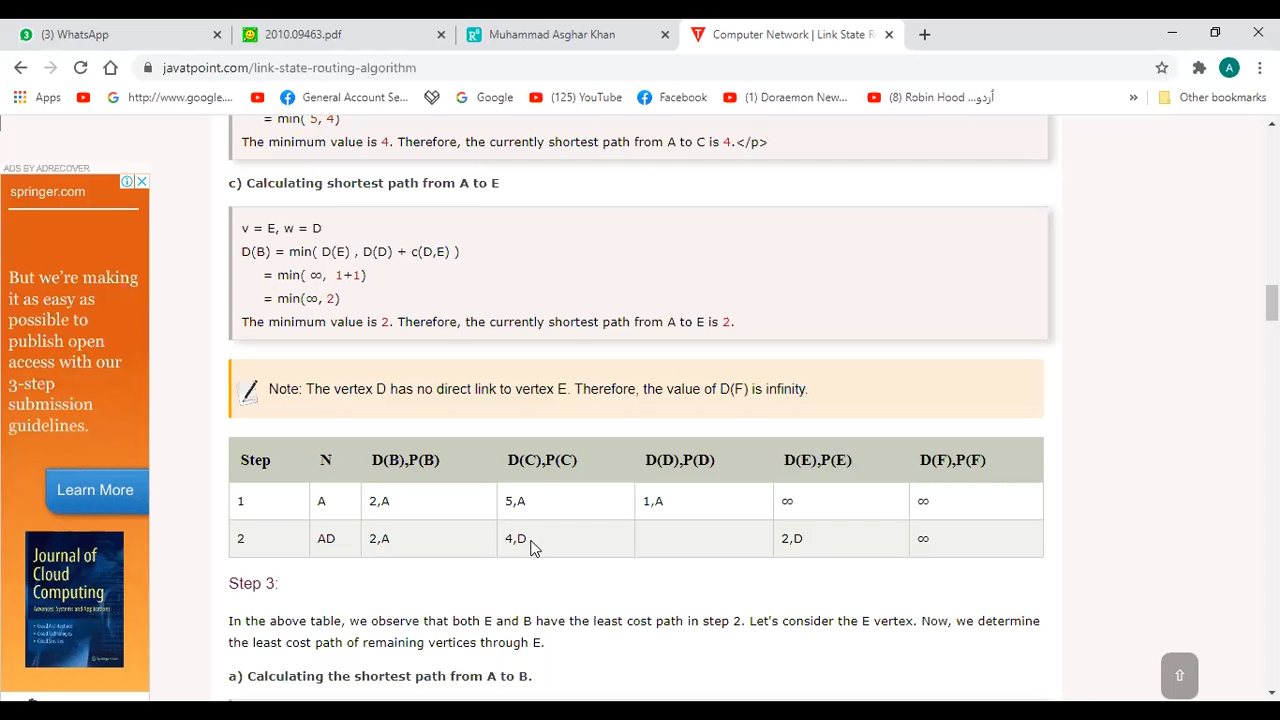 (3) WhatsApp
2010.09463.pdf
Muhammad Asghar Khan
Computer Network | Link State R
javatpoint.com/link-state-routing-algorithm
A
Apps
http://www.google....
General Account Se...
Google
(125) YouTube
Facebook
(1) Doraemon New...
(8) Robin Hood أردو...
»
Other bookmarks
= min( 5, 4)
The minimum value is 4. Therefore, the currently shortest path from A to C is 4.</p>
ADS BY ADRECOVER
springer.com
But we're making
it as easy as
possible to
publish open
access with our
3-step
submission
guidelines.
Learn More
Journal of
Cloud
Computing
c) Calculating shortest path from A to E
v = E, w = D
D(B) = min( D(E) , D(D) + c(D,E) )
= min( ∞, 1+1)
= min(∞, 2)
The minimum value is 2. Therefore, the currently shortest path from A to E is 2.
Note: The vertex D has no direct link to vertex E. Therefore, the value of D(F) is infinity.
Step N D(B),P(B) D(C),P(C) D(D),P(D) D(E),P(E) D(F),P(F)
1 A 2,A 5,A 1,A ∞ ∞
2 AD 2,A 4,D 2,D ∞
Step 3:
In the above table, we observe that both E and B have the least cost path in step 2. Let's consider the E vertex. Now, we determine
the least cost path of remaining vertices through E.
a) Calculating the shortest path from A to B.